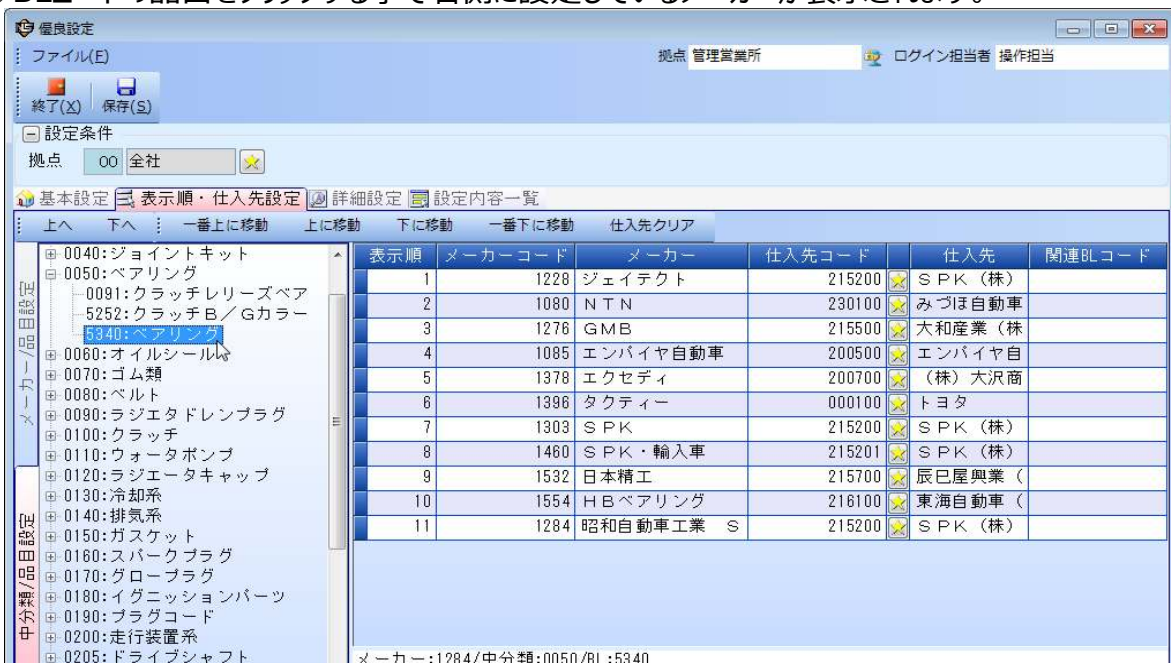 優良設定
ファイル(F)
拠点 管理営業所 ログイン担当者 操作担当
終了(X) 保存(S)
設定条件
拠点 00 全社
基本設定 表示順・仕入先設定 詳細設定 設定内容一覧
上へ 下へ 一番上に移動 上に移動 下に移動 一番下に移動 仕入先クリア
メーカー/品目設定
中分類/品目設定
0040:ジョイントキット
0050:ベアリング
0091:クラッチレリーズベア
5252:クラッチB/Gカラー
5340:ベアリング
0060:オイルシール
0070:ゴム類
0080:ベルト
0090:ラジエタドレンプラグ
0100:クラッチ
0110:ウォータポンプ
0120:ラジエータキャップ
0130:冷却系
0140:排気系
0150:ガスケット
0160:スパークプラグ
0170:グロープラグ
0180:イグニッションパーツ
0190:プラグコード
0200:走行装置系
0205:ドライブシャフト
表示順 メーカーコード メーカー 仕入先コード 仕入先 関連BLコード
1 1228 ジェイテクト 215200 SPK(株)
2 1080 NTN 230100 みづほ自動車
3 1276 GMB 215500 大和産業(株
4 1085 エンパイヤ自動車 200500 エンパイヤ自
5 1378 エクセディ 200700 (株)大沢商
6 1396 タクティー 000100 トヨタ
7 1303 SPK 215200 SPK(株)
8 1460 SPK・輸入車 215201 SPK(株)
9 1532 日本精工 215700 辰巳屋興業(
10 1554 HBベアリング 216100 東海自動車(
11 1284 昭和自動車工業 S 215200 SPK(株)
メーカー:1284/中分類:0050/BL:5340